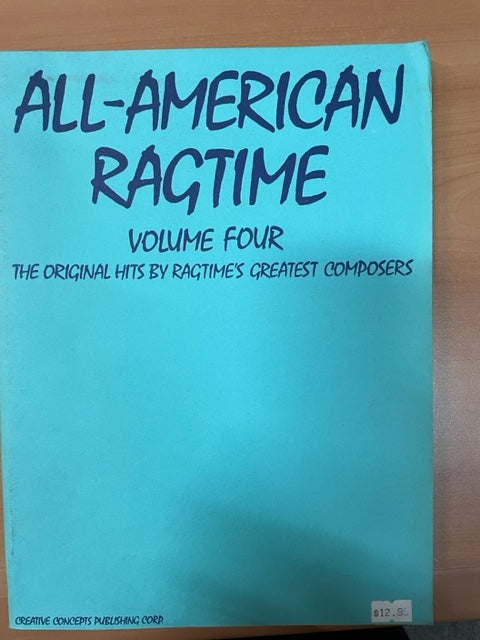 ALL-AMERICAN
RAGTIME
VOLUME FOUR
THE ORIGINAL HITS BY RAGTIME'S GREATEST COMPOSERS
CREATIVE CONCEPTS PUBLISHING CORP.